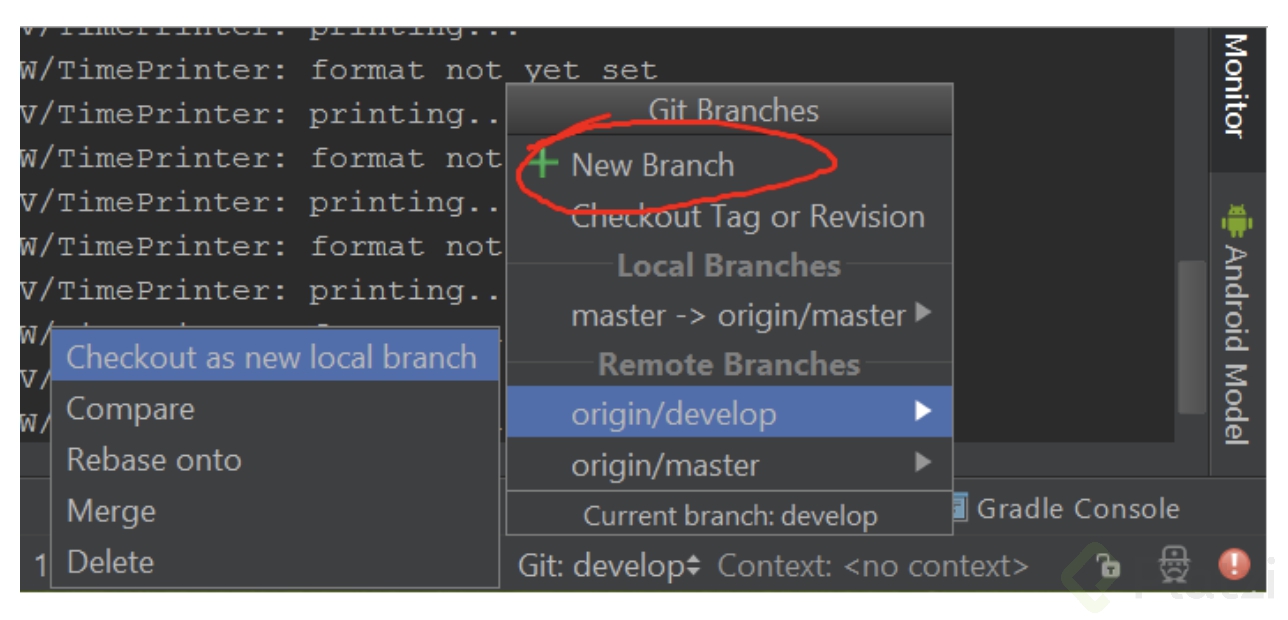 V/TimePrinter: printing...
W/TimePrinter: format not yet set
V/TimePrinter: printing..
W/TimePrinter: format not
V/TimePrinter: printing..
W/TimePrinter: format not
V/TimePrinter: printing..
W/
V/
W/
Git Branches
New Branch
Checkout Tag or Revision
Local Branches
master -> origin/master
Remote Branches
origin/develop
origin/master
Current branch: develop
Checkout as new local branch
Compare
Rebase onto
Merge
Delete
Monitor
Android Model
Gradle Console
1
Git: develop Context: <no context>